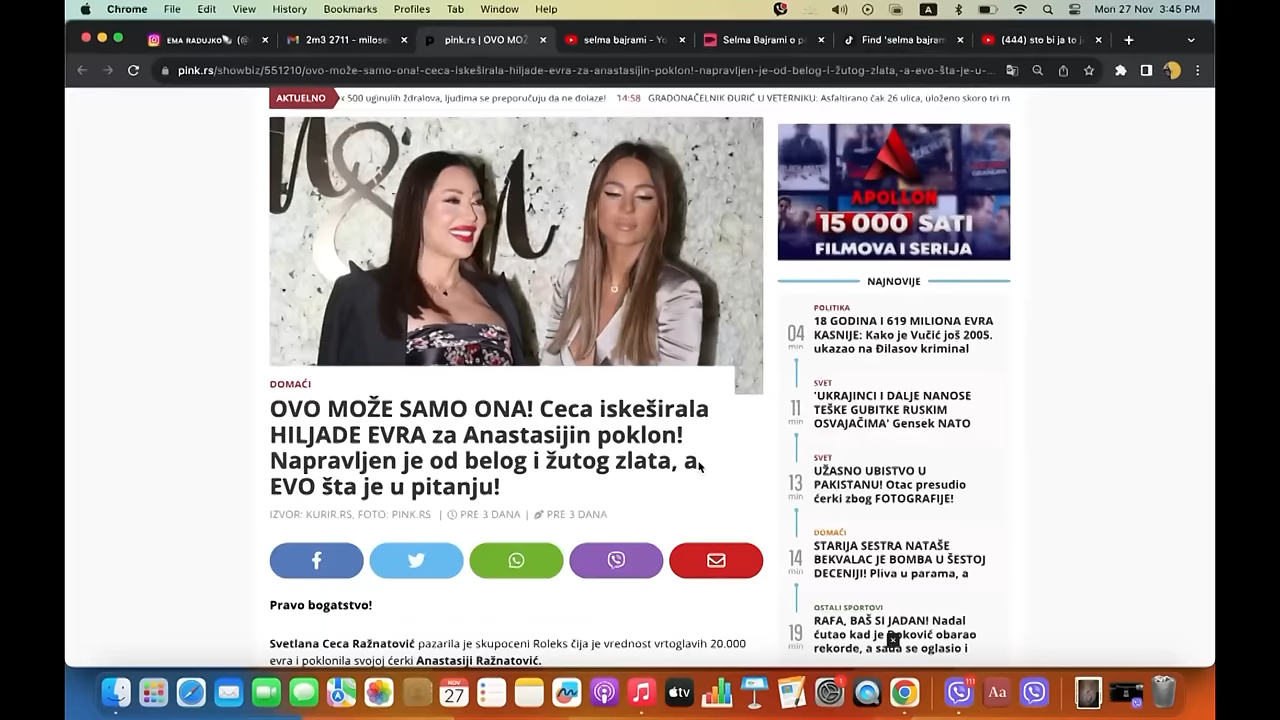 Chrome File Edit View History Bookmarks Profiles Tab Window Help A Mon 27 Nov 3:45 PM
EMA RADUJKO (@ 2m3 2711 - milose pink.rs | OVO MOŽ selma bajrami - Yo Selma Bajrami o p Find 'selma bajram (444) sto bi ja to j
pink.rs/showbiz/551210/ovo-može-samo-ona!-ceca-iskeširala-hiljade-evra-za-anastasijin-poklon!-napravljen-je-od-belog-i-žutog-zlata,-a-evo-šta-je-u-...
AKTUELNO 500 uginulih ždralova, ljudima se preporučuju da ne dolaze! 14:58 GRADONAČELNIK ĐURIĆ U VETERNIKU: Asfaltirano čak 26 ulica, uloženo skoro tri m
&
APOLLON
15 000 SATI
FILMOVA I SERIJA
NAJNOVIJE
POLITIKA
04 min
18 GODINA I 619 MILIONA EVRA
KASNIJE: Kako je Vučić još 2005.
ukazao na Đilasov kriminal
SVET
11 min
'UKRAJINCI I DALJE NANOSE
TEŠKE GUBITKE RUSKIM
OSVAJAČIMA' Gensek NATO
SVET
13 min
UŽASNO UBISTVO U
PAKISTANU! Otac presudio
ćerki zbog FOTOGRAFIJE!
DOMAĆI
14 min
STARIJA SESTRA NATAŠE
BEKVALAC JE BOMBA U ŠESTOJ
DECENIJI! Pliva u parama, a
OSTALI SPORTOVI
19 min
RAFA, BAŠ SI JADAN! Nadal
ćutao kad je Đoković obarao
rekorde, a sada se oglasio i
DOMAĆI
OVO MOŽE SAMO ONA! Ceca iskeširala
HILJADE EVRA za Anastasijin poklon!
Napravljen je od belog i žutog zlata, a
EVO šta je u pitanju!
IZVOR: KURIR.RS, FOTO: PINK.RS | PRE 3 DANA | PRE 3 DANA
Pravo bogatstvo!
Svetlana Ceca Ražnatović pazarila je skupoceni Roleks čija je vrednost vrtoglavih 20.000
evra i poklonila svojoj ćerki Anastasiji Ražnatović.
NOV
27
tv
1
111
Aa